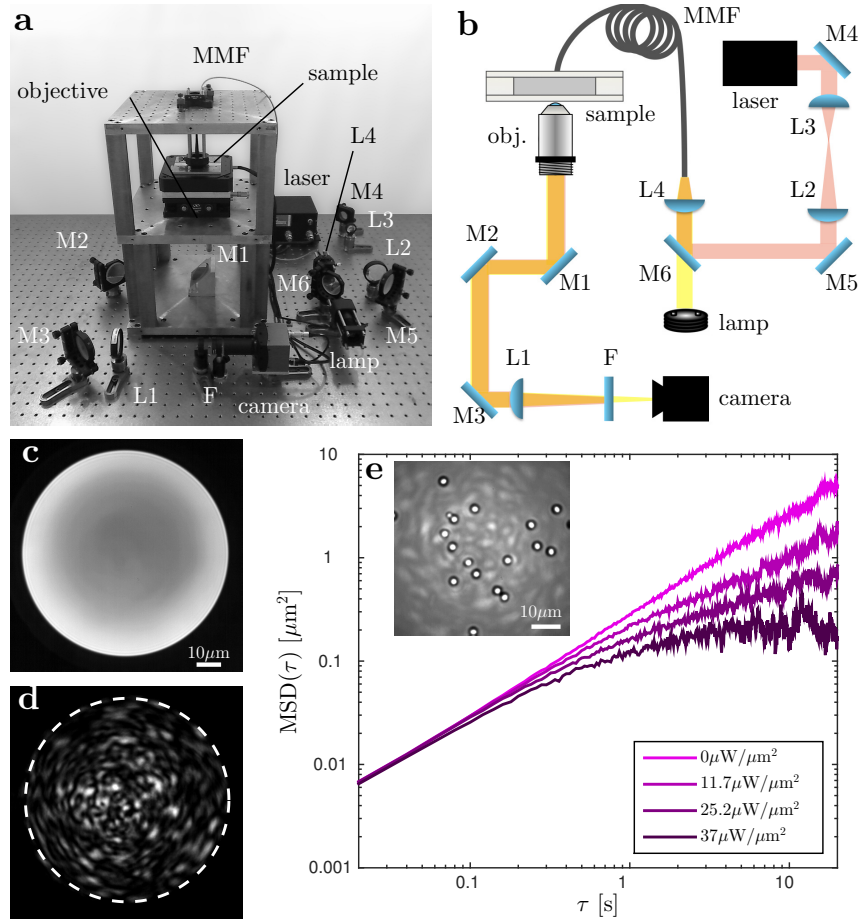 a
MMF
objective
sample
L4
laser
M4
L3
M2
M1
L2
M6
M3
M5
lamp
L1
F
camera
b
MMF
M4
laser
sample
L3
obj.
L4
L2
M2
M1
M6
M5
lamp
L1
F
M3
camera
c
10μm
d
e
10μm
MSD(τ) [μm²]
10
1
0.1
0.01
0.001
0μW/μm²
11.7μW/μm²
25.2μW/μm²
37μW/μm²
0.1
1
10
τ [s]